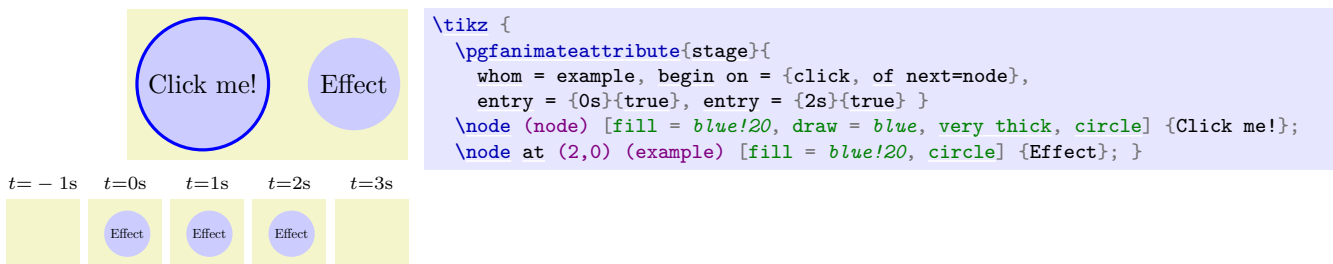 Click me!
Effect
t=−1s
t=0s
t=1s
t=2s
t=3s
Effect
Effect
Effect
\tikz {
  \pgfanimateattribute{stage}{
    whom = example, begin on = {click, of next=node},
    entry = {0s}{true}, entry = {2s}{true} }
  \node (node) [fill = blue!20, draw = blue, very thick, circle] {Click me!};
  \node at (2,0) (example) [fill = blue!20, circle] {Effect}; }